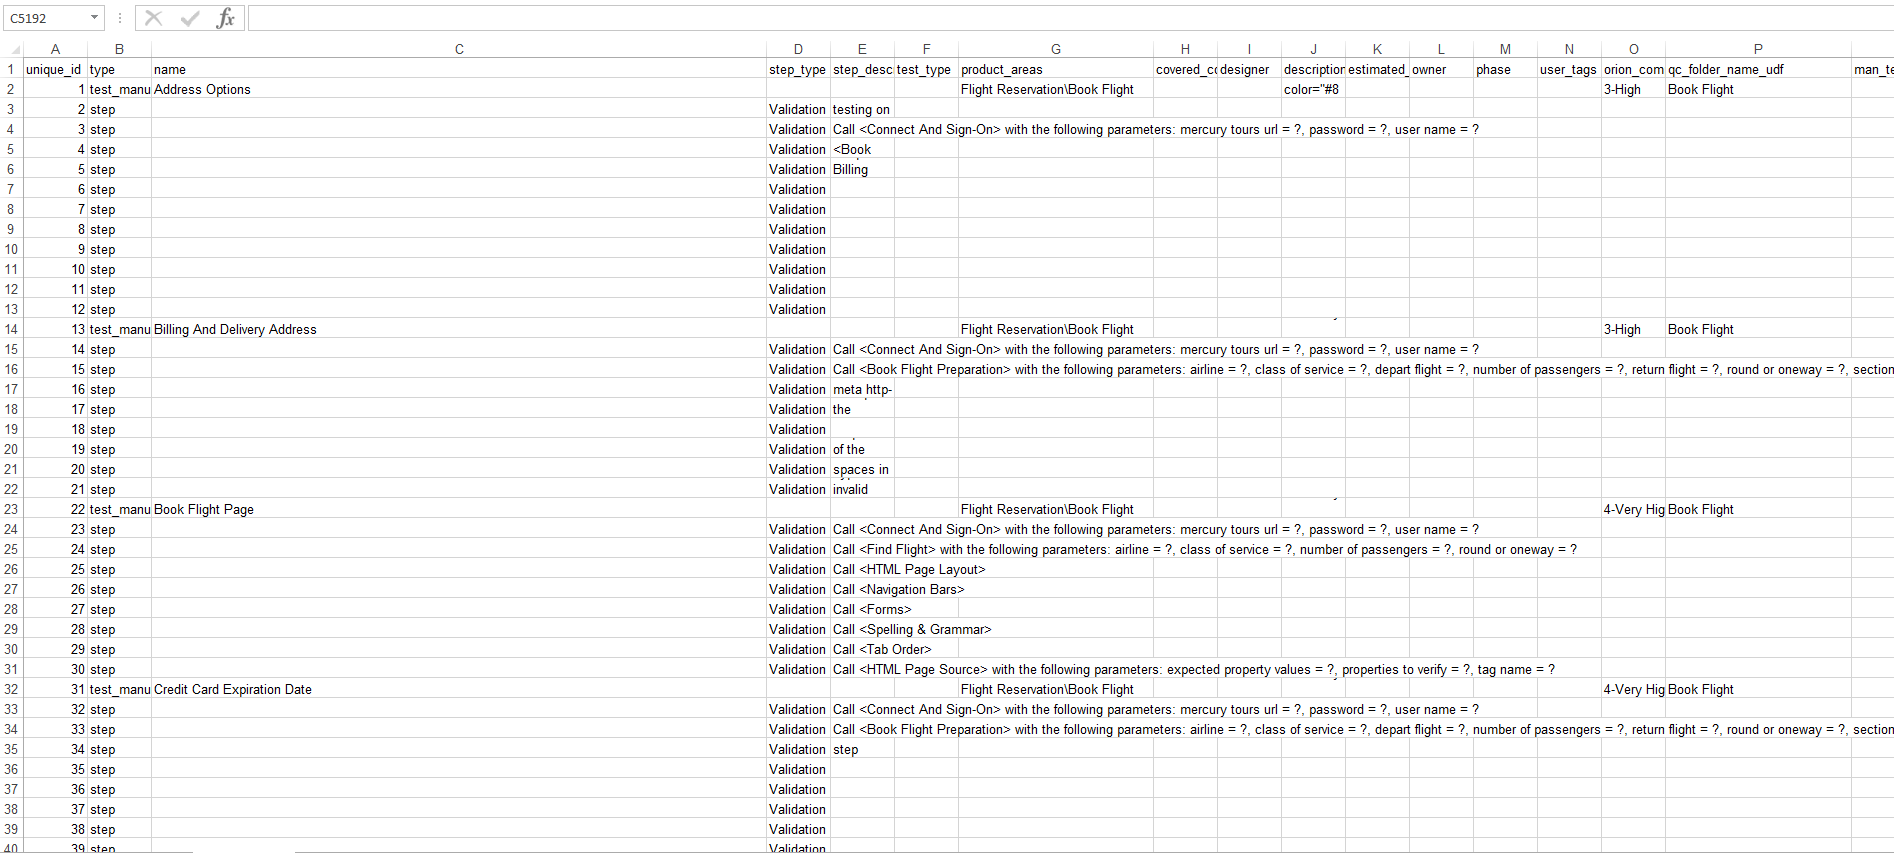 C5192 fx
A B C D E F G H I J K L M N O P
1 unique_id type name step_type step_desc test_type product_areas covered_co designer description estimated_ owner phase user_tags orion_com qc_folder_name_udf man_te
2 1 test_manu Address Options Flight Reservation\Book Flight color="#8 3-High Book Flight
3 2 step Validation testing on
4 3 step Validation Call <Connect And Sign-On> with the following parameters: mercury tours url = ?, password = ?, user name = ?
5 4 step Validation <Book
6 5 step Validation Billing
7 6 step Validation
8 7 step Validation
9 8 step Validation
10 9 step Validation
11 10 step Validation
12 11 step Validation
13 12 step Validation
14 13 test_manu Billing And Delivery Address Flight Reservation\Book Flight 3-High Book Flight
15 14 step Validation Call <Connect And Sign-On> with the following parameters: mercury tours url = ?, password = ?, user name = ?
16 15 step Validation Call <Book Flight Preparation> with the following parameters: airline = ?, class of service = ?, depart flight = ?, number of passengers = ?, return flight = ?, round or oneway = ?, section
17 16 step Validation meta http-
18 17 step Validation the
19 18 step Validation
20 19 step Validation of the
21 20 step Validation spaces in
22 21 step Validation invalid
23 22 test_manu Book Flight Page Flight Reservation\Book Flight 4-Very Hig Book Flight
24 23 step Validation Call <Connect And Sign-On> with the following parameters: mercury tours url = ?, password = ?, user name = ?
25 24 step Validation Call <Find Flight> with the following parameters: airline = ?, class of service = ?, number of passengers = ?, round or oneway = ?
26 25 step Validation Call <HTML Page Layout>
27 26 step Validation Call <Navigation Bars>
28 27 step Validation Call <Forms>
29 28 step Validation Call <Spelling & Grammar>
30 29 step Validation Call <Tab Order>
31 30 step Validation Call <HTML Page Source> with the following parameters: expected property values = ?, properties to verify = ?, tag name = ?
32 31 test_manu Credit Card Expiration Date Flight Reservation\Book Flight 4-Very Hig Book Flight
33 32 step Validation Call <Connect And Sign-On> with the following parameters: mercury tours url = ?, password = ?, user name = ?
34 33 step Validation Call <Book Flight Preparation> with the following parameters: airline = ?, class of service = ?, depart flight = ?, number of passengers = ?, return flight = ?, round or oneway = ?, section
35 34 step Validation step
36 35 step Validation
37 36 step Validation
38 37 step Validation
39 38 step Validation
40 39 step Validation